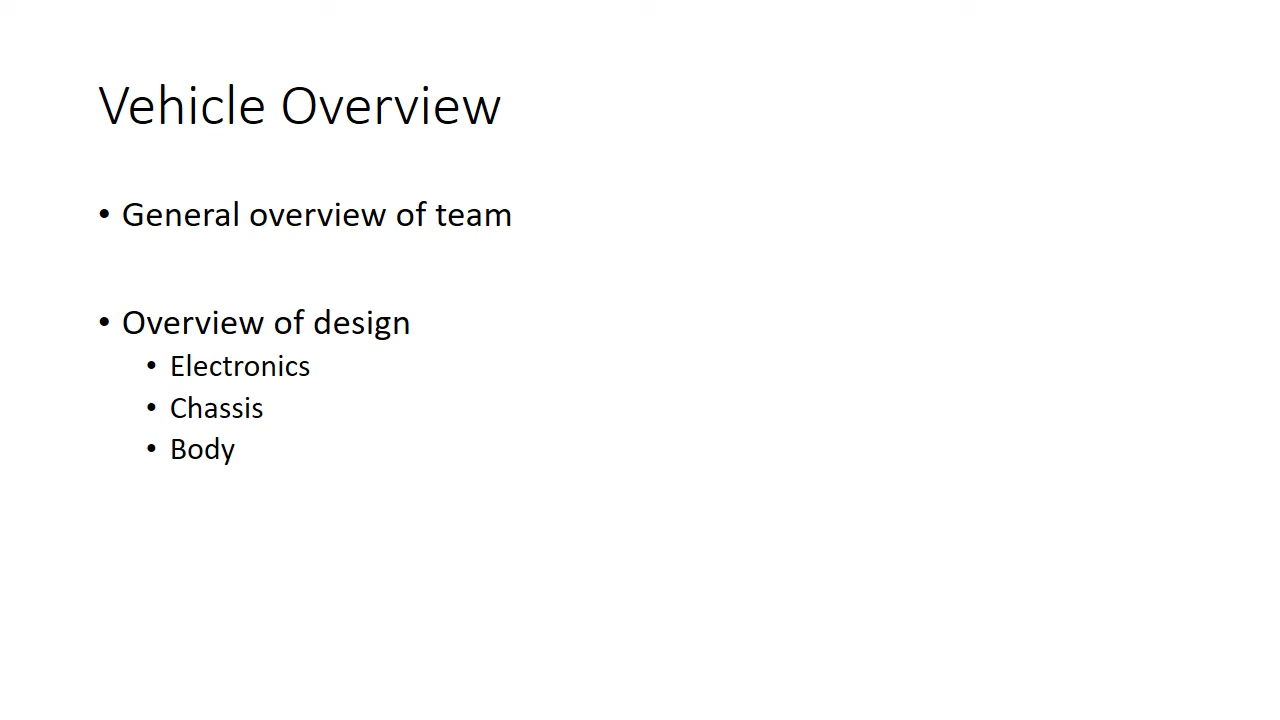 Vehicle Overview
• General overview of team
• Overview of design
• Electronics
• Chassis
• Body